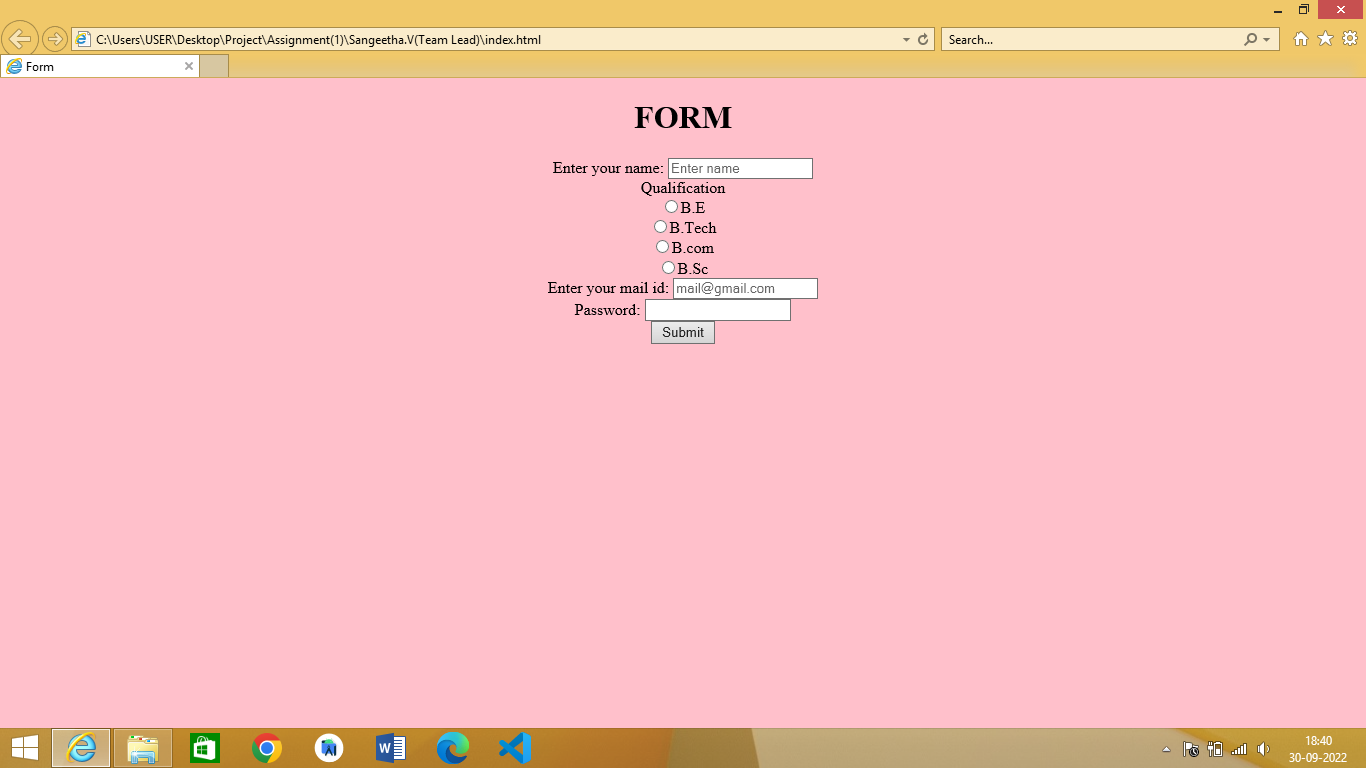 C:\Users\USER\Desktop\Project\Assignment(1)\Sangeetha.V(Team Lead)\index.html
Search...
Form
FORM
Enter your name: Enter name
Qualification
B.E
B.Tech
B.com
B.Sc
Enter your mail id: mail@gmail.com
Password:
Submit
18:40
30-09-2022